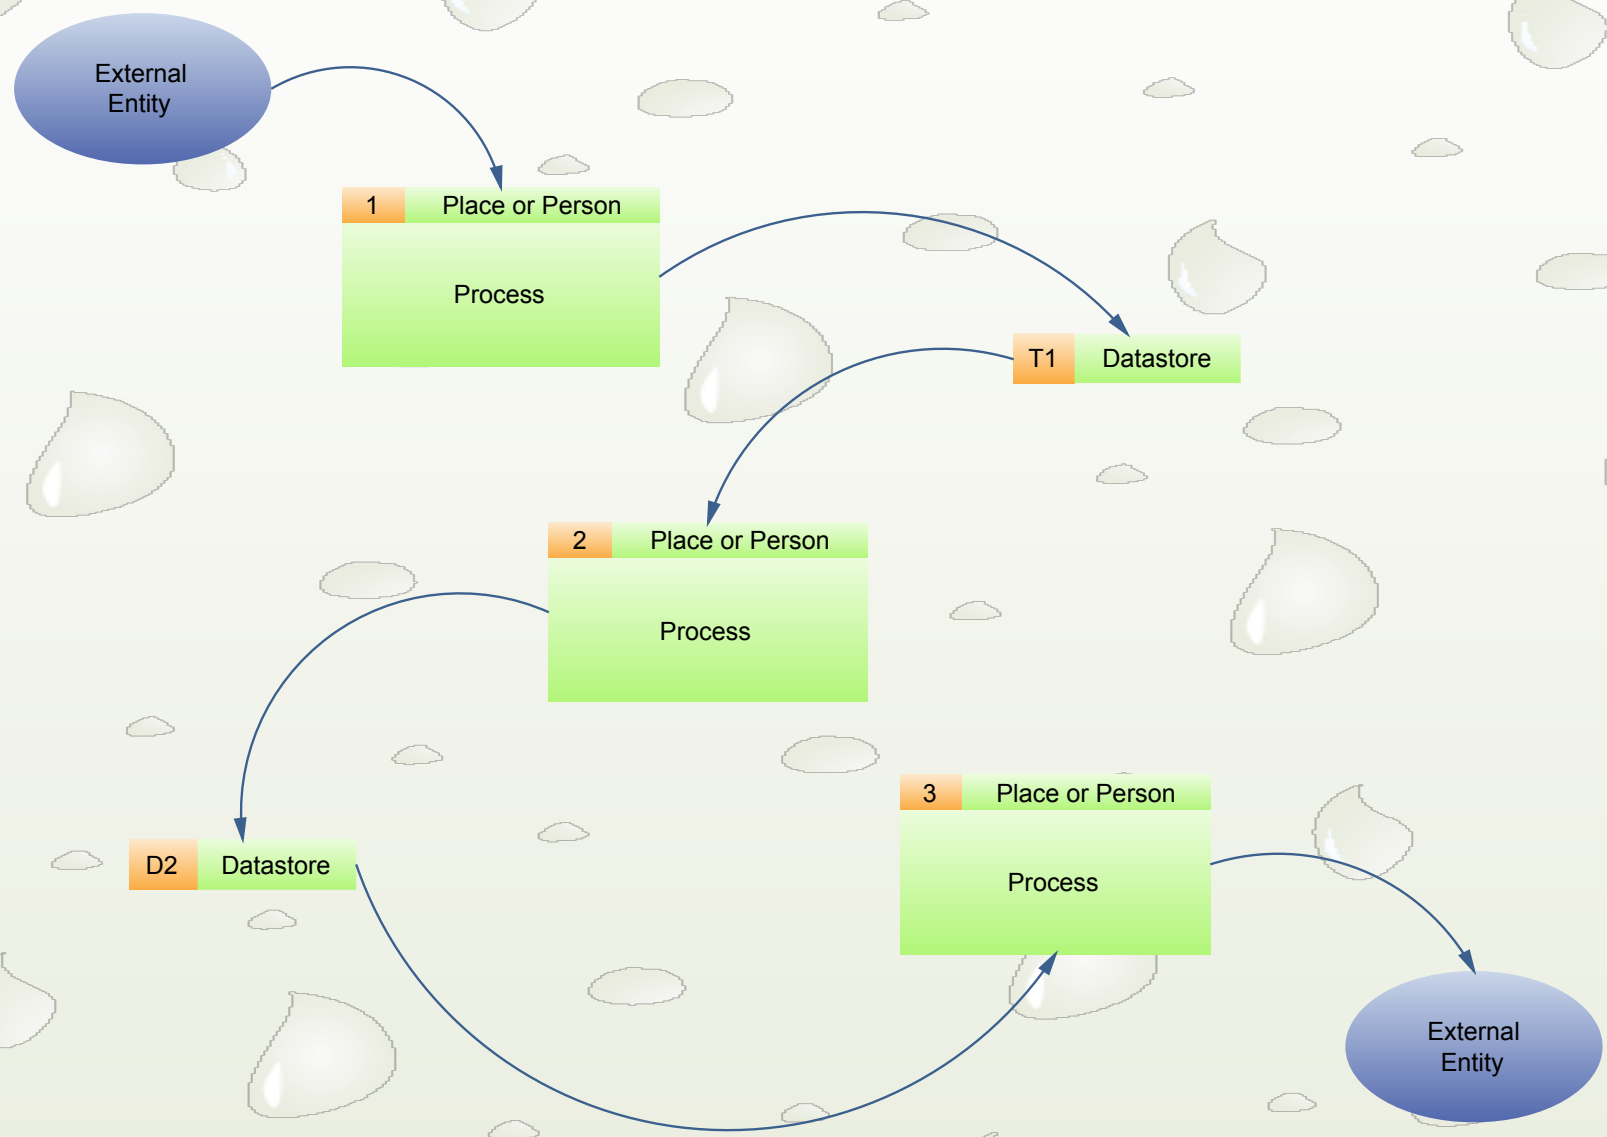 External
Entity
1
Place or Person
Process
T1
Datastore
2
Place or Person
Process
3
Place or Person
Process
D2
Datastore
External
Entity